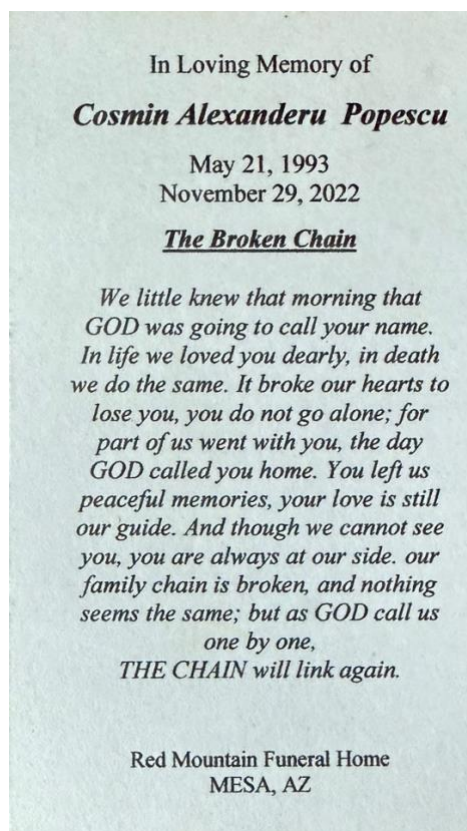 In Loving Memory of
Cosmin Alexanderu Popescu
May 21, 1993
November 29, 2022
The Broken Chain
We little knew that morning that
GOD was going to call your name.
In life we loved you dearly, in death
we do the same. It broke our hearts to
lose you, you do not go alone; for
part of us went with you, the day
GOD called you home. You left us
peaceful memories, your love is still
our guide. And though we cannot see
you, you are always at our side. our
family chain is broken, and nothing
seems the same; but as GOD call us
one by one,
THE CHAIN will link again.
Red Mountain Funeral Home
MESA, AZ